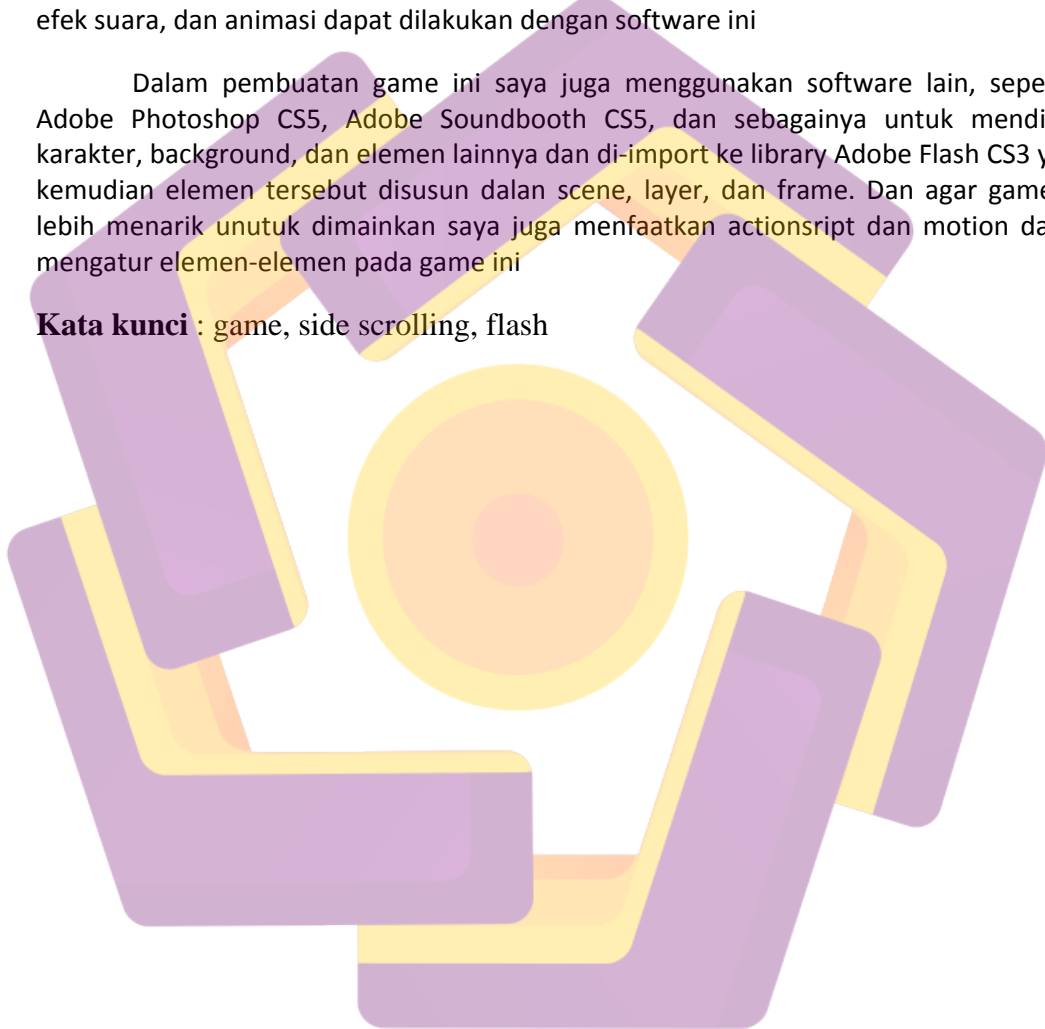 efek suara, dan animasi dapat dilakukan dengan software ini
Dalam pembuatan game ini saya juga menggunakan software lain, sepe
Adobe Photoshop CS5, Adobe Soundbooth CS5, dan sebagainya untuk mendi
karakter, background, dan elemen lainnya dan di-import ke library Adobe Flash CS3 y
kemudian elemen tersebut disusun dalan scene, layer, dan frame. Dan agar game
lebih menarik unutuk dimainkan saya juga menfaatkan actionsript dan motion da
mengatur elemen-elemen pada game ini
Kata kunci : game, side scrolling, flash